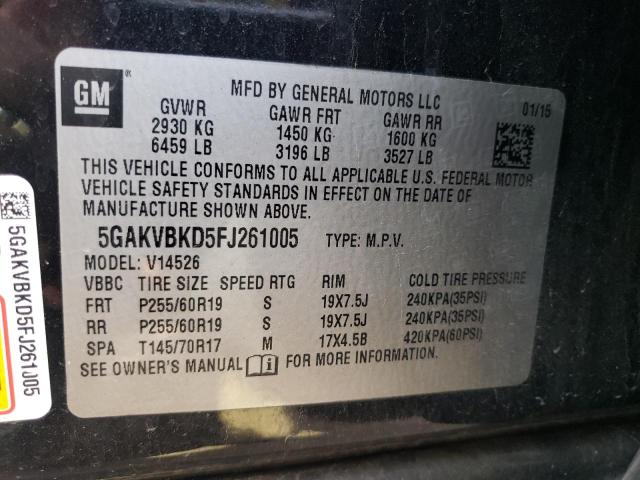 GM
®
MFD BY GENERAL MOTORS LLC
01/15
GVWR GAWR FRT GAWR RR
2930 KG 1450 KG 1600 KG
6459 LB 3196 LB 3527 LB
THIS VEHICLE CONFORMS TO ALL APPLICABLE U.S. FEDERAL MOTOR
VEHICLE SAFETY STANDARDS IN EFFECT ON THE DATE OF
MANUFACTURE SHOWN ABOVE.
5GAKVBKD5FJ261005 TYPE: M.P.V.
MODEL: V14526
VBBC TIRE SIZE SPEED RTG RIM COLD TIRE PRESSURE
FRT P255/60R19 S 19X7.5J 240KPA(35PSI)
RR P255/60R19 S 19X7.5J 240KPA(35PSI)
SPA T145/70R17 M 17X4.5B 420KPA(60PSI)
SEE OWNER'S MANUAL FOR MORE INFORMATION.
5GAKVBKD5FJ261005